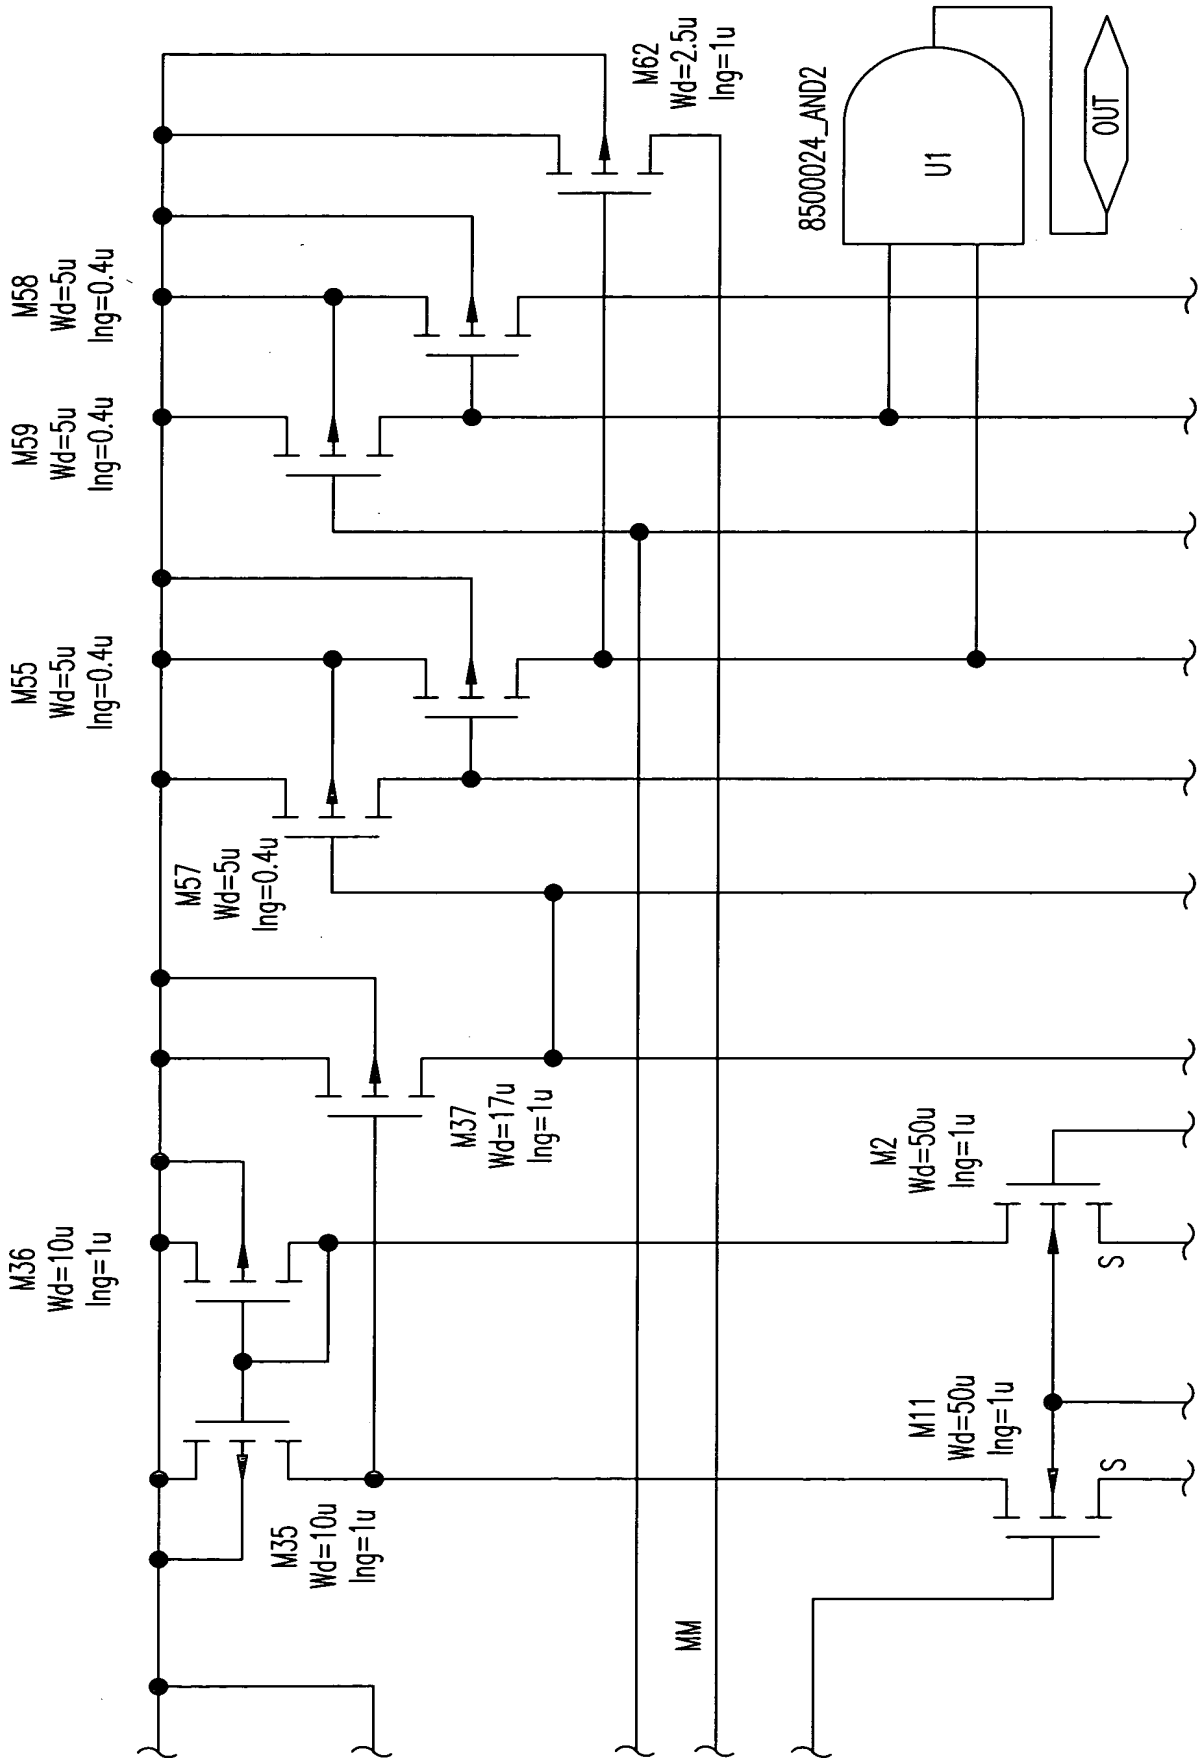 M36
Wd=10u
lng=1u
M35
Wd=10u
lng=1u
M37
Wd=17u
lng=1u
M57
Wd=5u
lng=0.4u
M55
Wd=5u
lng=0.4u
M59
Wd=5u
lng=0.4u
M58
Wd=5u
lng=0.4u
M62
Wd=2.5u
lng=1u
MM
M11
Wd=50u
lng=1u
S
M2
Wd=50u
lng=1u
S
8500024_AND2
U1
OUT